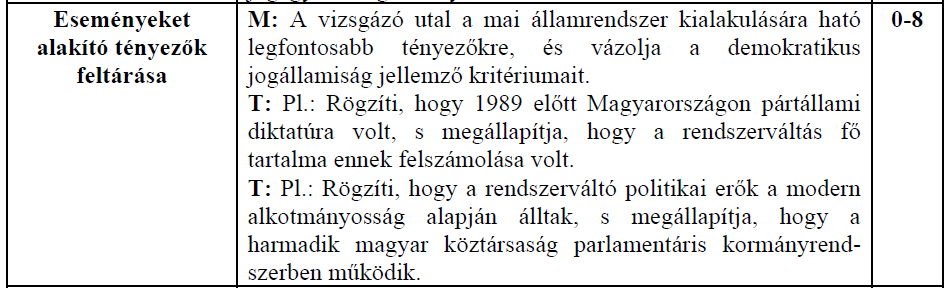 Eseményeket
alakító tényezők
feltárása
M: A vizsgázó utal a mai államrendszer kialakulására ható
legfontosabb tényezőkre, és vázolja a demokratikus
jogállamiság jellemző kritériumait.
T: Pl.: Rögzíti, hogy 1989 előtt Magyarországon pártállami
diktatúra volt, s megállapítja, hogy a rendszerváltás fő
tartalma ennek felszámolása volt.
T: Pl.: Rögzíti, hogy a rendszerváltó politikai erők a modern
alkotmányosság alapján álltak, s megállapítja, hogy a
harmadik magyar köztársaság parlamentáris kormányrend-
szerben működik.
0-8